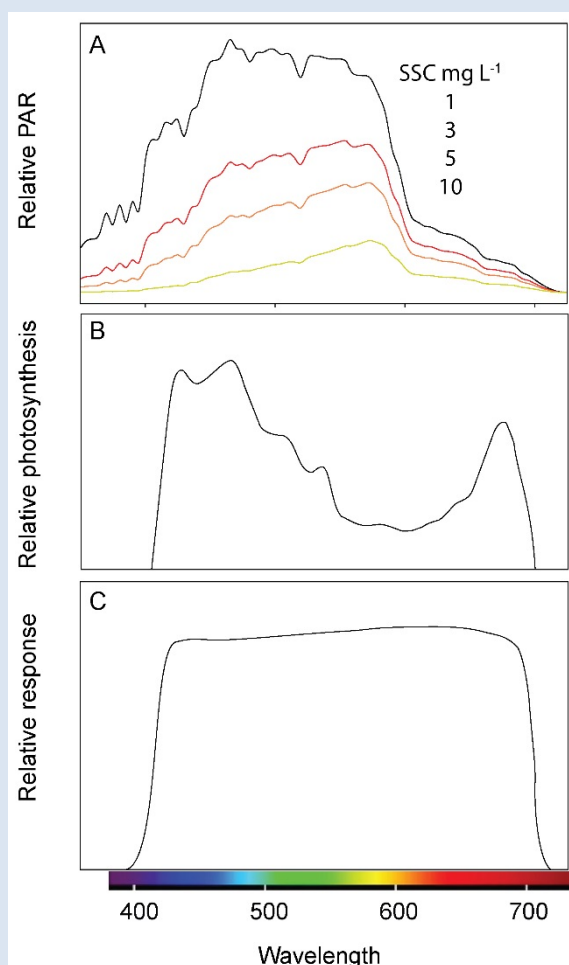 A
SSC mg L⁻¹
1
3
5
10
Relative PAR
B
Relative photosynthesis
C
Relative response
400 500 600 700
Wavelength